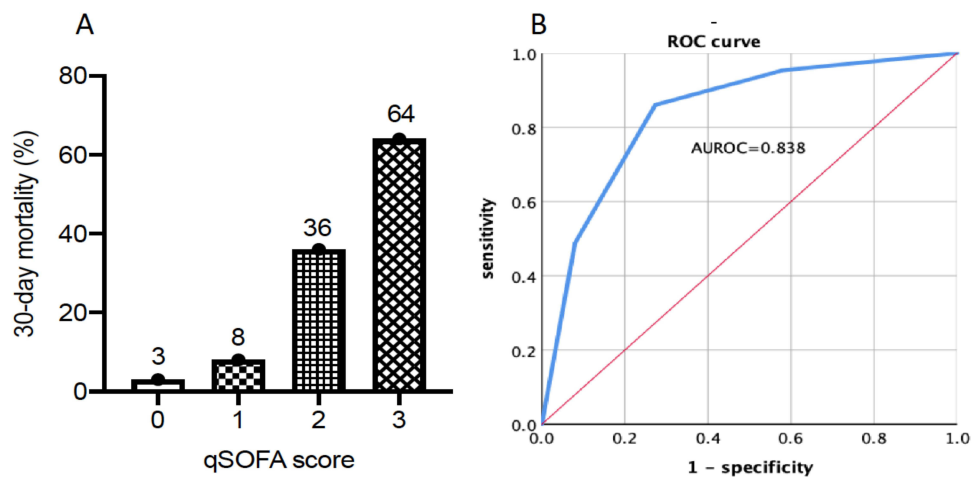 A
30-day mortality (%)
80
60
40
20
0
3
8
36
64
0 1 2 3
qSOFA score
B
-
ROC curve
sensitivity
1.0
0.8
0.6
0.4
0.2
0.0
AUROC=0.838
0.0 0.2 0.4 0.6 0.8 1.0
1 – specificity